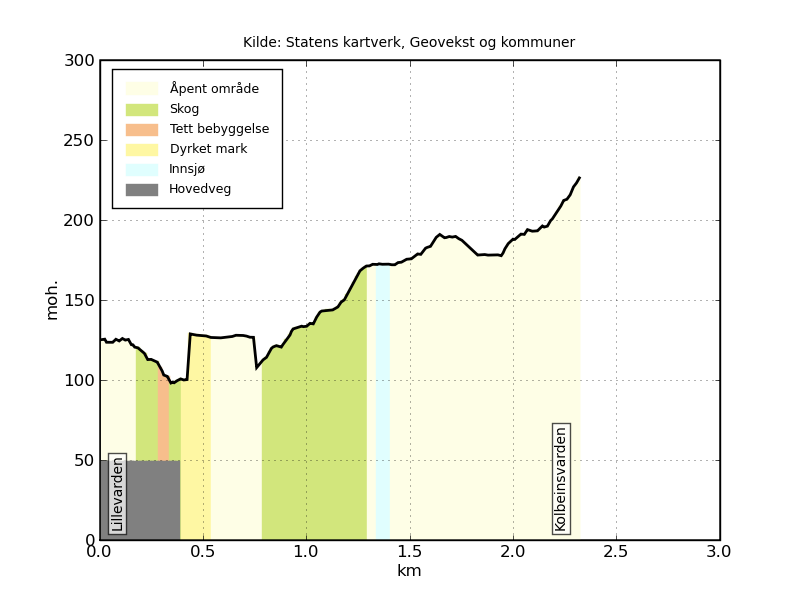 Kilde: Statens kartverk, Geovekst og kommuner
300
250
200
150
100
50
0
moh.
Åpent område
Skog
Tett bebyggelse
Dyrket mark
Innsjø
Hovedveg
Lillevarden
Kolbeinsvarden
0.0 0.5 1.0 1.5 2.0 2.5 3.0
km